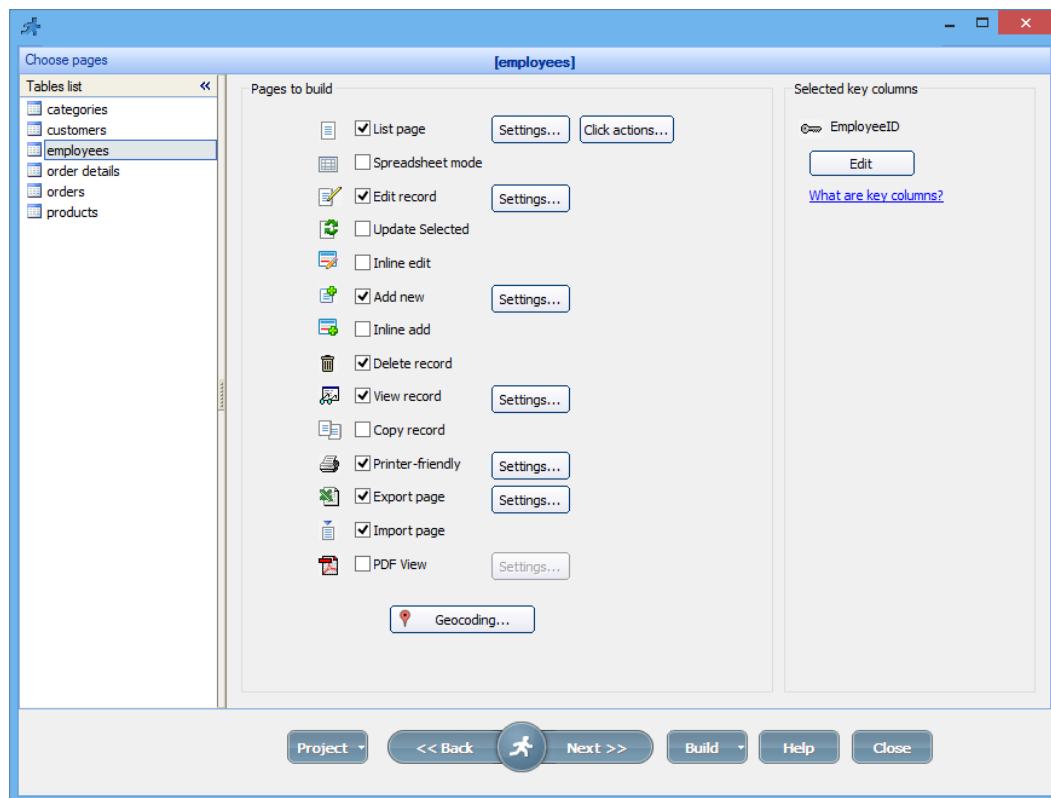 Choose pages
[employees]
Tables list «
categories
customers
employees
order details
orders
products
Pages to build
List page Settings... Click actions...
Spreadsheet mode
Edit record Settings...
Update Selected
Inline edit
Add new Settings...
Inline add
Delete record
View record Settings...
Copy record
Printer-friendly Settings...
Export page Settings...
Import page
PDF View Settings...
Geocoding...
Selected key columns
EmployeeID
Edit
What are key columns?
Project << Back Next >> Build Help Close